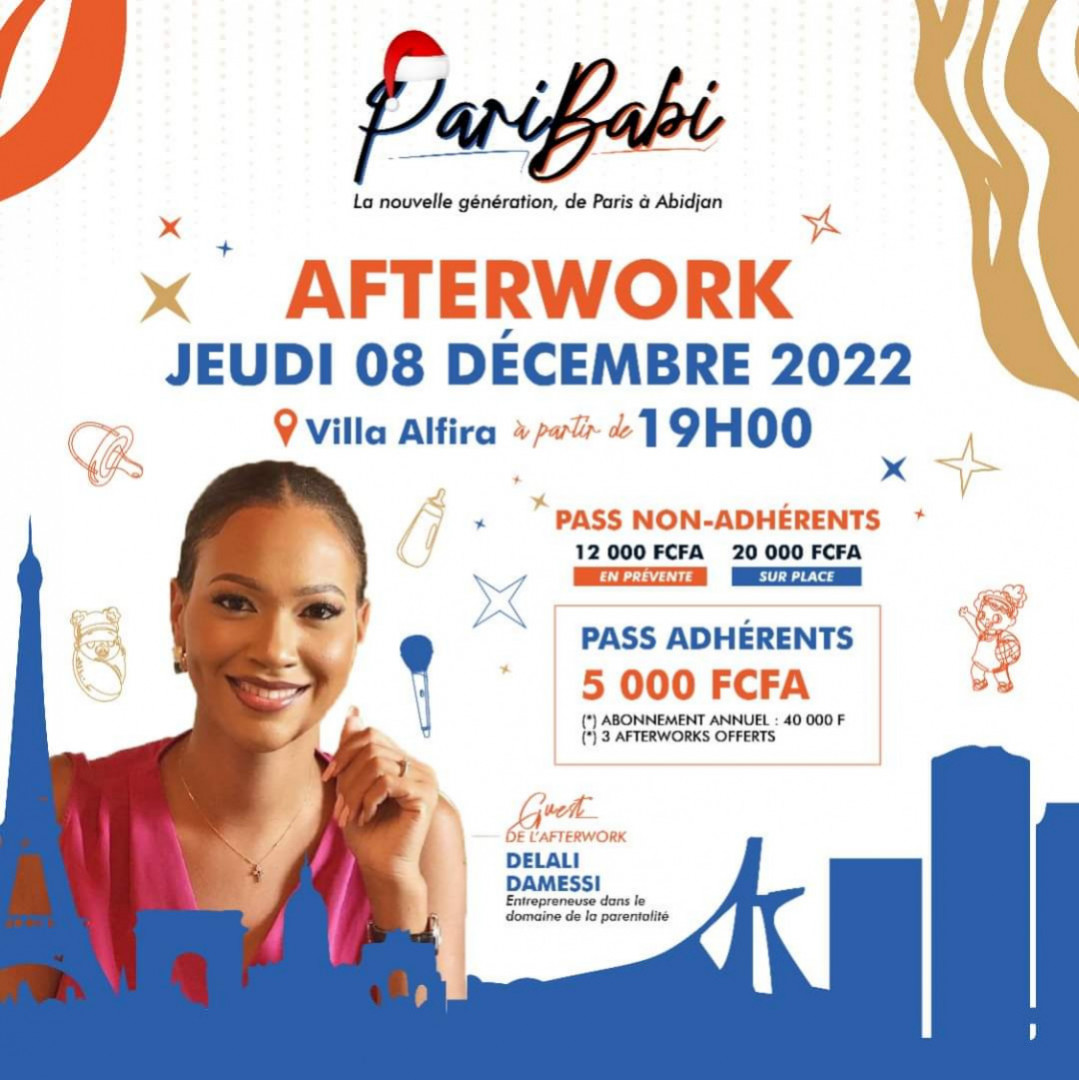 PariBabi
La nouvelle génération, de Paris à Abidjan
AFTERWORK
JEUDI 08 DÉCEMBRE 2022
Villa Alfira à partir de 19H00
PASS NON-ADHÉRENTS
12 000 FCFA 20 000 FCFA
EN PRÉVENTE SUR PLACE
PASS ADHÉRENTS
5 000 FCFA
(*) ABONNEMENT ANNUEL : 40 000 F
(*) 3 AFTERWORKS OFFERTS
Guest
DE L'AFTERWORK
DELALI
DAMESSI
Entrepreneuse dans le
domaine de la parentalité